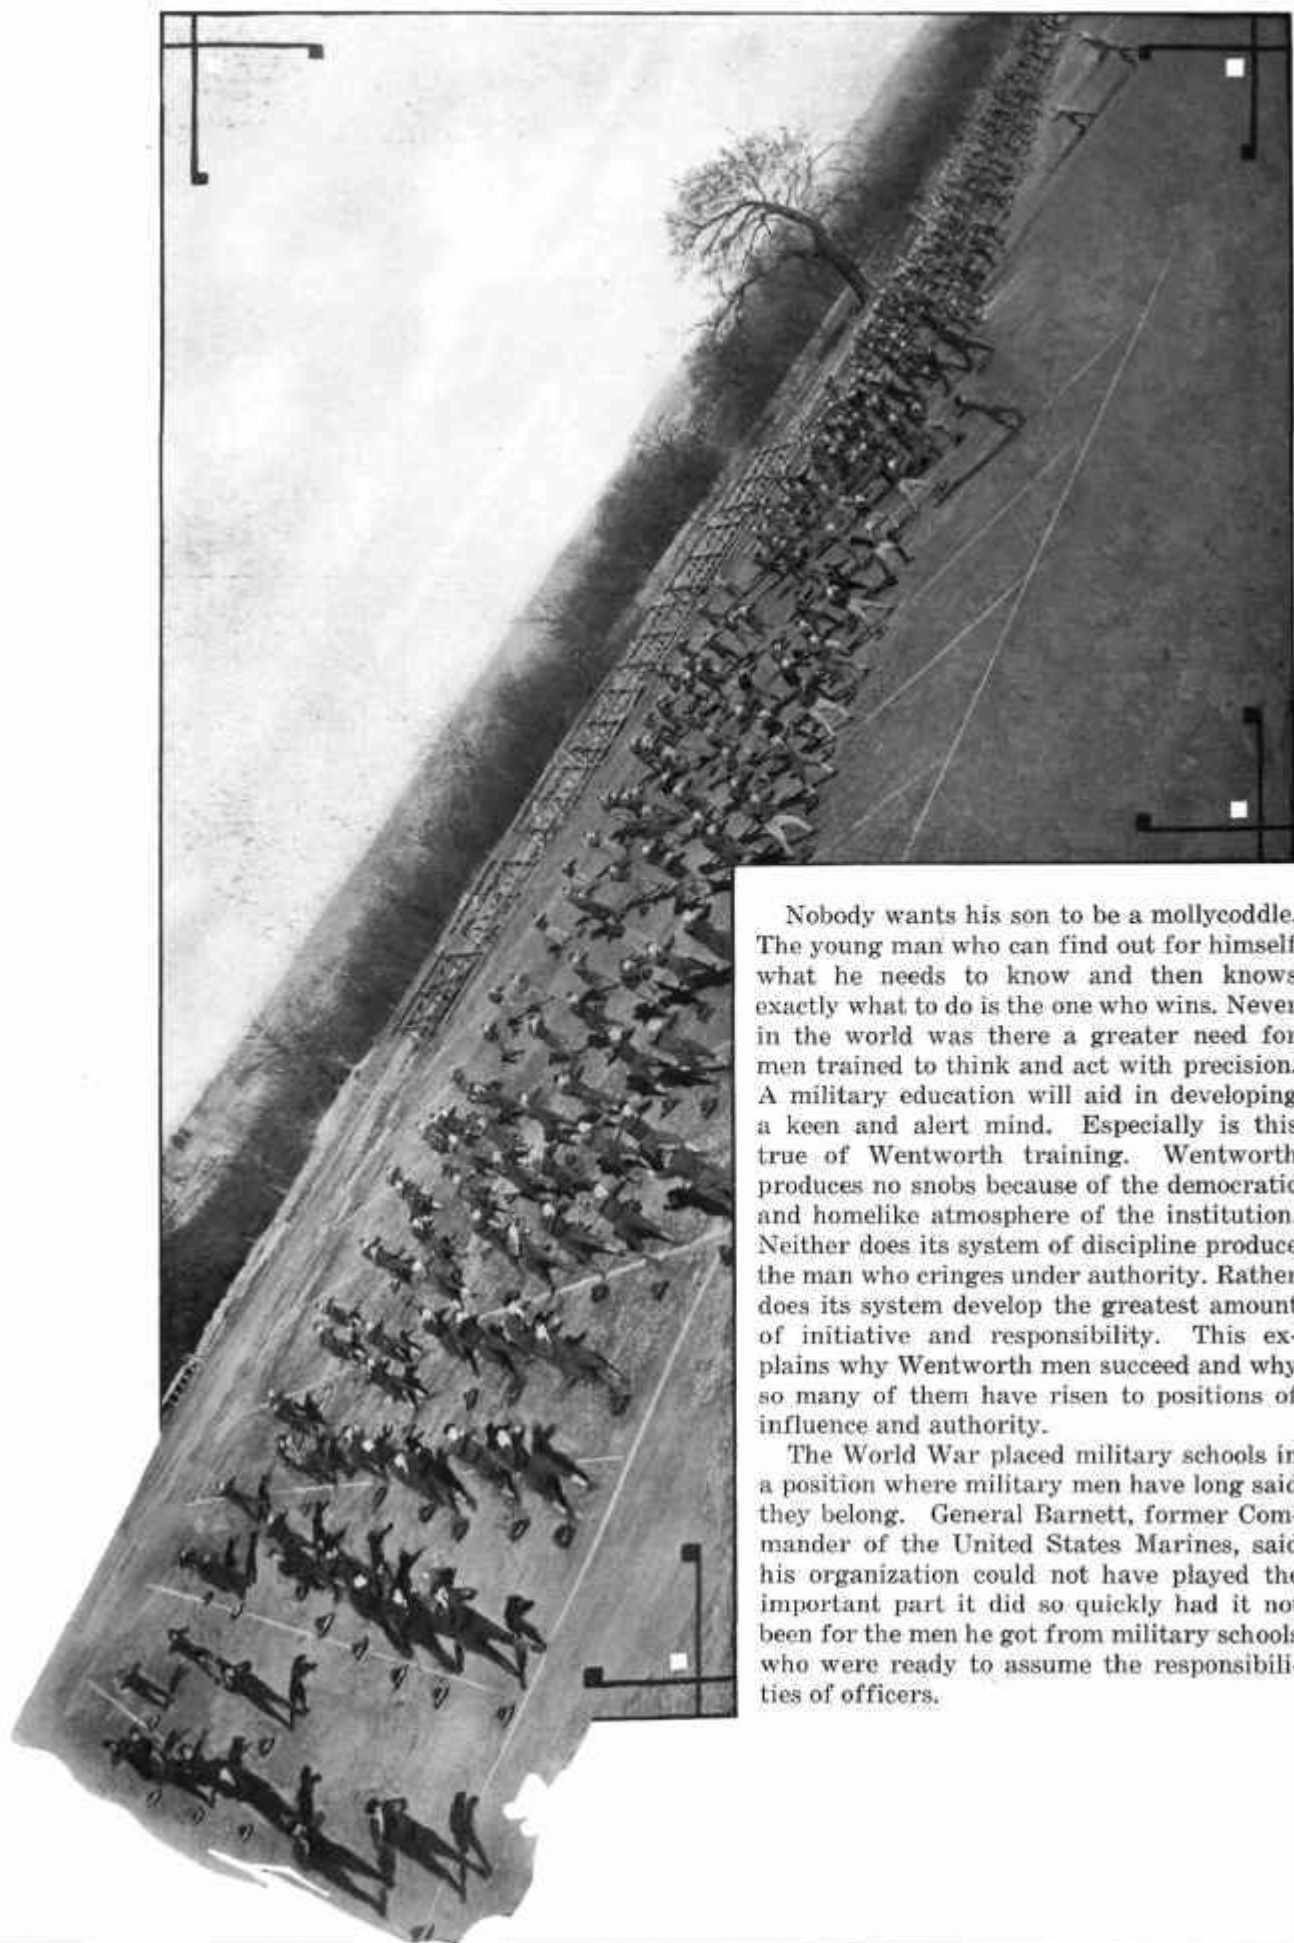 Nobody wants his son to be a mollycoddle.
The young man who can find out for himself
what he needs to know and then knows
exactly what to do is the one who wins. Never
in the world was there a greater need for
men trained to think and act with precision.
A military education will aid in developing
a keen and alert mind. Especially is this
true of Wentworth training. Wentworth
produces no snobs because of the democratic
and homelike atmosphere of the institution.
Neither does its system of discipline produce
the man who cringes under authority. Rather
does its system develop the greatest amount
of initiative and responsibility. This ex-
plains why Wentworth men succeed and why
so many of them have risen to positions of
influence and authority.
The World War placed military schools in
a position where military men have long said
they belong. General Barnett, former Com-
mander of the United States Marines, said
his organization could not have played the
important part it did so quickly had it not
been for the men he got from military schools
who were ready to assume the responsibili-
ties of officers.